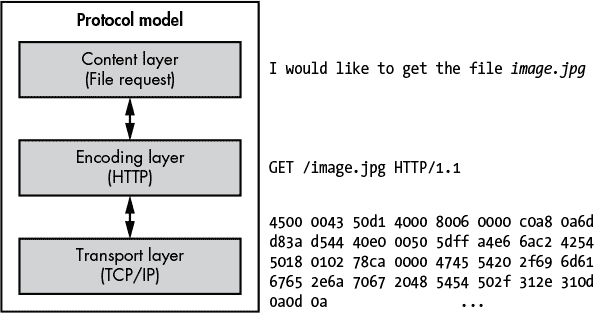 Protocol model
Content layer
(File request)
I would like to get the file image.jpg
Encoding layer
(HTTP)
GET /image.jpg HTTP/1.1
Transport layer
(TCP/IP)
4500 0043 50d1 4000 8006 0000 c0a8 0a6d
d83a d544 40e0 0050 5dff a4e6 6ac2 4254
5018 0102 78ca 0000 4745 5420 2f69 6d61
6765 2e6a 7067 2048 5454 502f 312e 310d
0a0d 0a ...